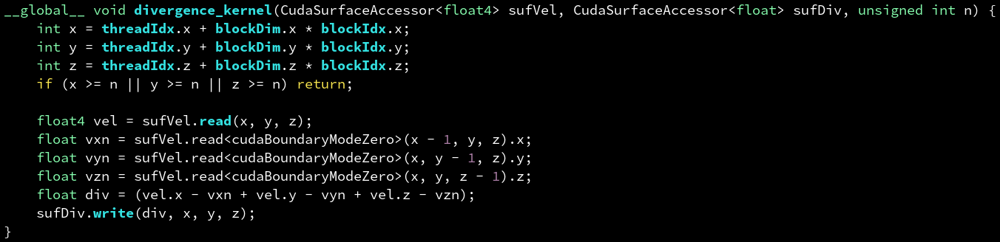 __global__ void divergence_kernel(CudaSurfaceAccessor<float4> sufVel, CudaSurfaceAccessor<float> sufDiv, unsigned int n) {
    int x = threadIdx.x + blockDim.x * blockIdx.x;
    int y = threadIdx.y + blockDim.y * blockIdx.y;
    int z = threadIdx.z + blockDim.z * blockIdx.z;
    if (x >= n || y >= n || z >= n) return;

    float4 vel = sufVel.read(x, y, z);
    float vxn = sufVel.read<cudaBoundaryModeZero>(x - 1, y, z).x;
    float vyn = sufVel.read<cudaBoundaryModeZero>(x, y - 1, z).y;
    float vzn = sufVel.read<cudaBoundaryModeZero>(x, y, z - 1).z;
    float div = (vel.x - vxn + vel.y - vyn + vel.z - vzn);
    sufDiv.write(div, x, y, z);
}